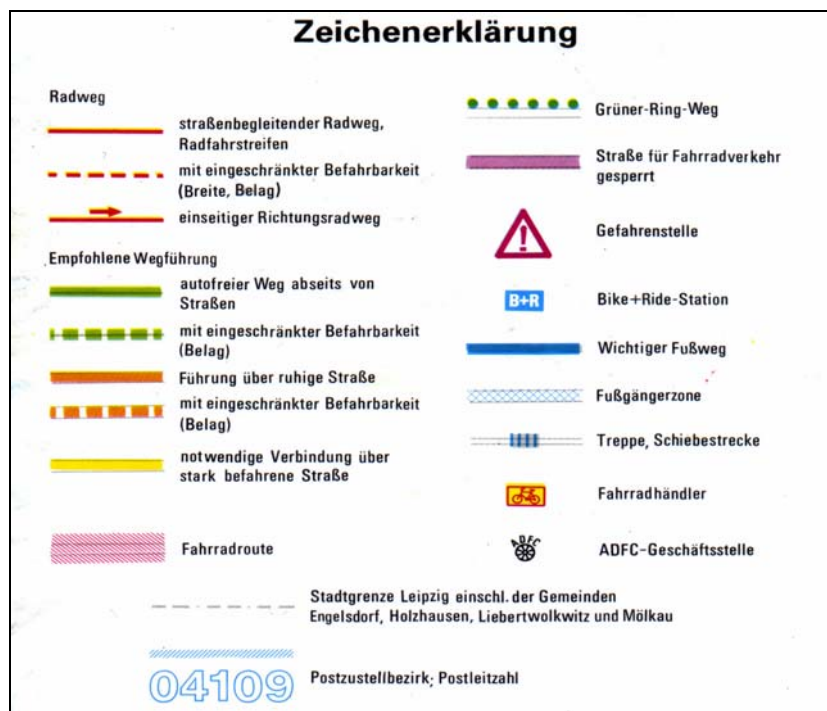 Zeichenerklärung
Radweg
straßenbegleitender Radweg,
Radfahrstreifen
mit eingeschränkter Befahrbarkeit
(Breite, Belag)
einseitiger Richtungsradweg
Empfohlene Wegführung
autofreier Weg abseits von
Straßen
mit eingeschränkter Befahrbarkeit
(Belag)
Führung über ruhige Straße
mit eingeschränkter Befahrbarkeit
(Belag)
notwendige Verbindung über
stark befahrene Straße
Fahrradroute
Grüner-Ring-Weg
Straße für Fahrradverkehr
gesperrt
Gefahrenstelle
B+R Bike+Ride-Station
Wichtiger Fußweg
Fußgängerzone
Treppe, Schiebestrecke
Fahrradhändler
ADFC ADFC-Geschäftsstelle
Stadtgrenze Leipzig einschl. der Gemeinden
Engelsdorf, Holzhausen, Liebertwolkwitz und Mölkau
04109 Postzustellbezirk; Postleitzahl